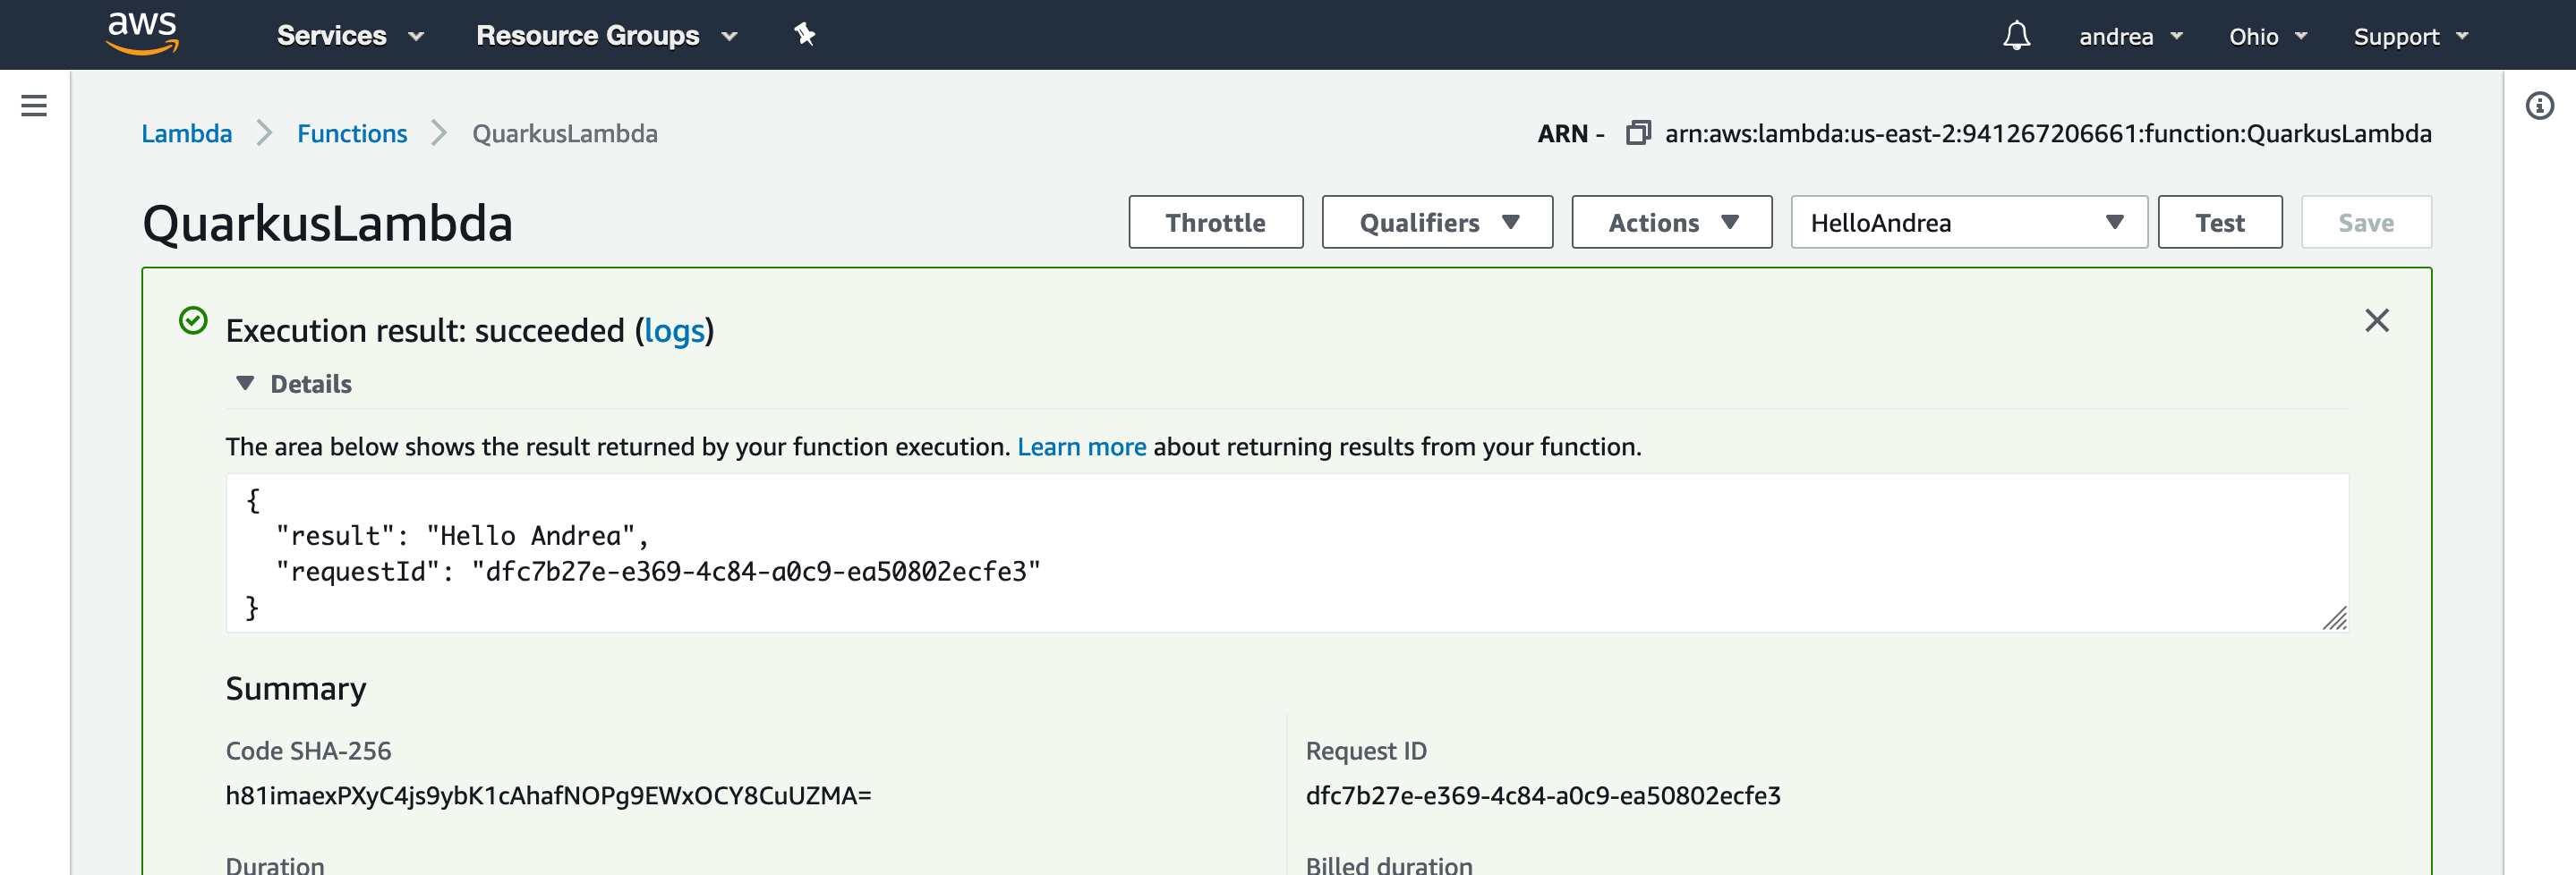 aws Services Resource Groups andrea Ohio Support
Lambda Functions QuarkusLambda ARN - arn:aws:lambda:us-east-2:941267206661:function:QuarkusLambda
QuarkusLambda Throttle Qualifiers Actions HelloAndrea Test Save
Execution result: succeeded (logs)
Details
The area below shows the result returned by your function execution. Learn more about returning results from your function.
{
"result": "Hello Andrea",
"requestId": "dfc7b27e-e369-4c84-a0c9-ea50802ecfe3"
}
Summary
Code SHA-256 Request ID
h81imaexPXyC4js9ybK1cAhafNOPg9EWxOCY8CuUZMA= dfc7b27e-e369-4c84-a0c9-ea50802ecfe3
Duration Billed duration